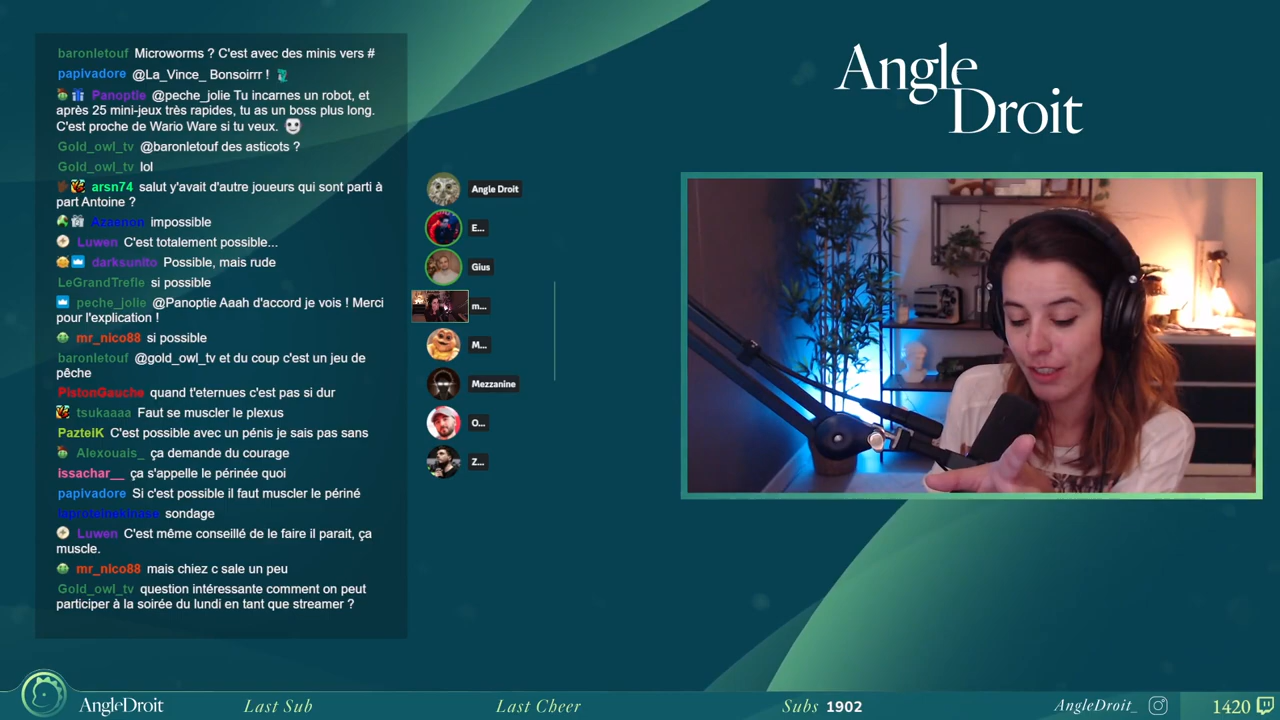 baronletouf Microworms ? C'est avec des minis vers #
papivadore @La_Vince_ Bonsoirrr !
Panoptie @peche_jolie Tu incarnes un robot, et
après 25 mini-jeux très rapides, tu as un boss plus long.
C'est proche de Wario Ware si tu veux.
Gold_owl_tv @baronletouf des asticots ?
Gold_owl_tv lol
arsn74 salut y'avait d'autre joueurs qui sont parti à
part Antoine ?
Azaenon impossible
Luwen C'est totalement possible...
darksunito Possible, mais rude
LeGrandTrefle si possible
peche_jolie @Panoptie Aaah d'accord je vois ! Merci
pour l'explication !
mr_nico88 si possible
baronletouf @gold_owl_tv et du coup c'est un jeu de
pêche
PistonGauche quand t'eternues c'est pas si dur
tsukaaaa Faut se muscler le plexus
PazteiK C'est possible avec un pénis je sais pas sans
Alexouais_ ça demande du courage
issachar__ ça s'appelle le périnée quoi
papivadore Si c'est possible il faut muscler le périné
laproteinekinase sondage
Luwen C'est même conseillé de le faire il parait, ça
muscle.
mr_nico88 mais chiez c sale un peu
Gold_owl_tv question intéressante comment on peut
participer à la soirée du lundi en tant que streamer ?
Angle Droit
E...
Gius
m...
M...
Mezzanine
O...
Z...
Angle
Droit
AngleDroit
Last Sub
Last Cheer
Subs 1902
AngleDroit_
1420